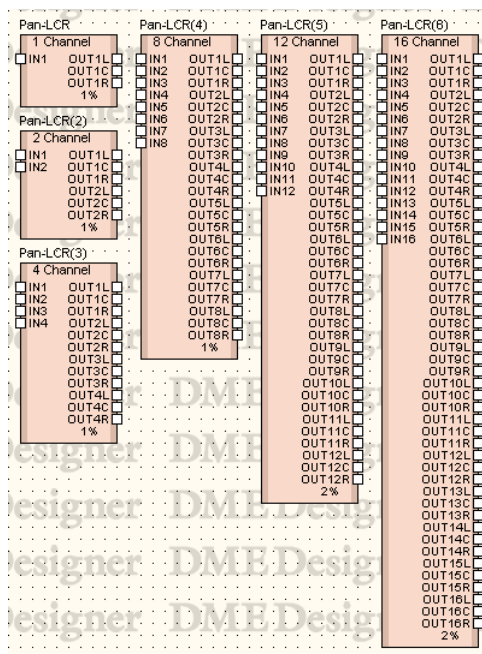 Pan-LCR
1 Channel
IN1 OUT1L
OUT1C
OUT1R
1%
Pan-LCR(2)
2 Channel
IN1 OUT1L
IN2 OUT1C
OUT1R
OUT2L
OUT2C
OUT2R
1%
Pan-LCR(3)
4 Channel
IN1 OUT1L
IN2 OUT1C
IN3 OUT1R
IN4 OUT2L
OUT2C
OUT2R
OUT3L
OUT3C
OUT3R
OUT4L
OUT4C
OUT4R
1%
Pan-LCR(4)
8 Channel
IN1 OUT1L
IN2 OUT1C
IN3 OUT1R
IN4 OUT2L
IN5 OUT2C
IN6 OUT2R
IN7 OUT3L
IN8 OUT3C
OUT3R
OUT4L
OUT4C
OUT4R
OUT5L
OUT5C
OUT5R
OUT6L
OUT6C
OUT6R
OUT7L
OUT7C
OUT7R
OUT8L
OUT8C
OUT8R
1%
Pan-LCR(5)
12 Channel
IN1 OUT1L
IN2 OUT1C
IN3 OUT1R
IN4 OUT2L
IN5 OUT2C
IN6 OUT2R
IN7 OUT3L
IN8 OUT3C
IN9 OUT3R
IN10 OUT4L
IN11 OUT4C
IN12 OUT4R
OUT5L
OUT5C
OUT5R
OUT6L
OUT6C
OUT6R
OUT7L
OUT7C
OUT7R
OUT8L
OUT8C
OUT8R
OUT9L
OUT9C
OUT9R
OUT10L
OUT10C
OUT10R
OUT11L
OUT11C
OUT11R
OUT12L
OUT12C
OUT12R
2%
Pan-LCR(6)
16 Channel
IN1 OUT1L
IN2 OUT1C
IN3 OUT1R
IN4 OUT2L
IN5 OUT2C
IN6 OUT2R
IN7 OUT3L
IN8 OUT3C
IN9 OUT3R
IN10 OUT4L
IN11 OUT4C
IN12 OUT4R
IN13 OUT5L
IN14 OUT5C
IN15 OUT5R
IN16 OUT6L
OUT6C
OUT6R
OUT7L
OUT7C
OUT7R
OUT8L
OUT8C
OUT8R
OUT9L
OUT9C
OUT9R
OUT10L
OUT10C
OUT10R
OUT11L
OUT11C
OUT11R
OUT12L
OUT12C
OUT12R
OUT13L
OUT13C
OUT13R
OUT14L
OUT14C
OUT14R
OUT15L
OUT15C
OUT15R
OUT16L
OUT16C
OUT16R
2%
DME
DME
esigner DME Desig
esigner DME Desig